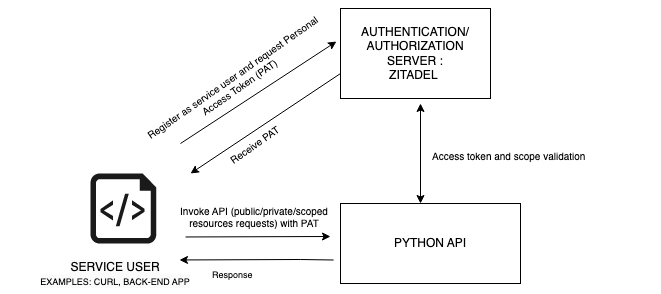 AUTHENTICATION/
AUTHORIZATION
SERVER :
ZITADEL
Register as service user and request Personal
Access Token (PAT)
Receive PAT
Access token and scope validation
</>
Invoke API (public/private/scoped
resources requests) with PAT
PYTHON API
SERVICE USER
EXAMPLES: CURL, BACK-END APP
Response